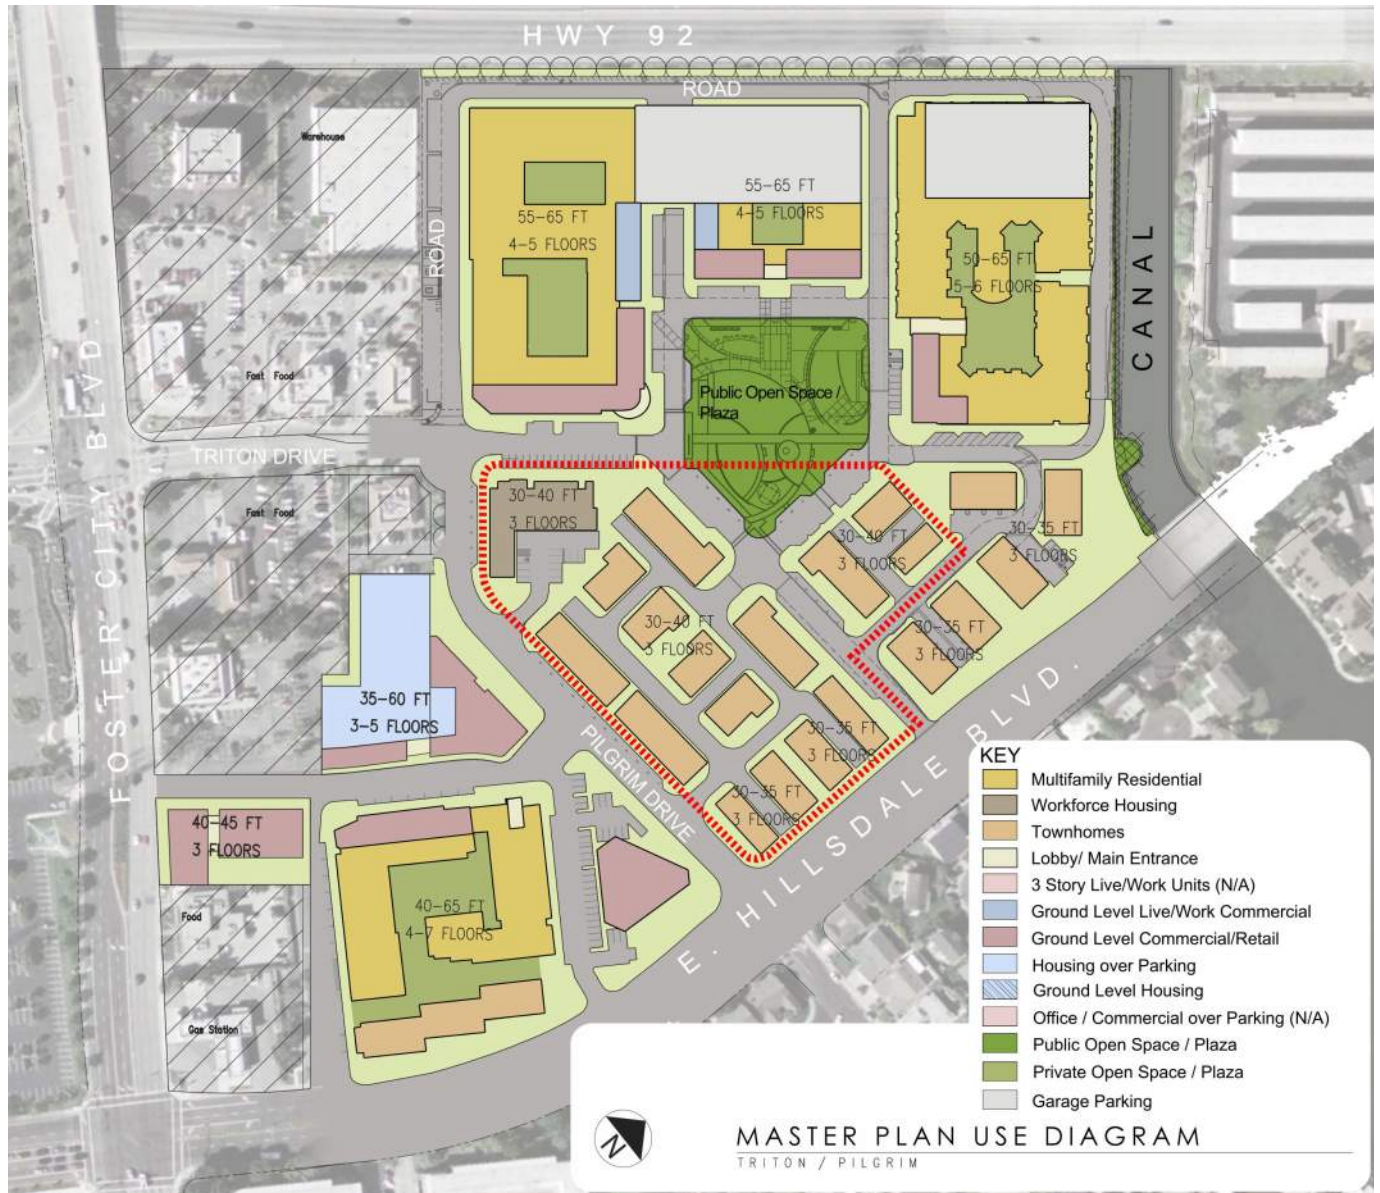 HWY 92
ROAD
Warehouse
55-65 FT
4-5 FLOORS
55-65 FT
4-5 FLOORS
50-65 FT
5-6 FLOORS
ROAD
CANAL
Fast Food
Public Open Space /
Plaza
FOSTER CITY BLVD.
TRITON DRIVE
Fast Food
30-40 FT
3 FLOORS
30-40 FT
3 FLOORS
30-35 FT
3 FLOORS
30-40 FT
3 FLOORS
30-35 FT
3 FLOORS
35-60 FT
3-5 FLOORS
30-35 FT
3 FLOORS
PILGRIM DRIVE
30-35 FT
3 FLOORS
E. HILLSDALE BLVD.
40-45 FT
3 FLOORS
Food
40-65 FT
4-7 FLOORS
Gas Station
KEY
Multifamily Residential
Workforce Housing
Townhomes
Lobby/ Main Entrance
3 Story Live/Work Units (N/A)
Ground Level Live/Work Commercial
Ground Level Commercial/Retail
Housing over Parking
Ground Level Housing
Office / Commercial over Parking (N/A)
Public Open Space / Plaza
Private Open Space / Plaza
Garage Parking
N
MASTER PLAN USE DIAGRAM
TRITON / PILGRIM